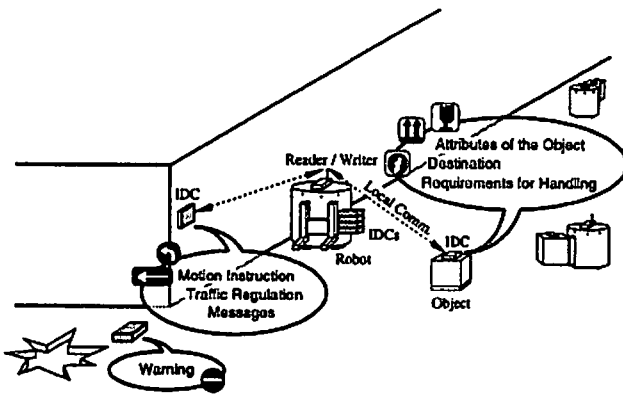 Attributes of the Object
Destination
Requirements for Handling
Reader / Writer
Local Comm.
IDC
IDCs
Robot
IDC
Object
Motion Instruction
Traffic Regulation
Messages
Warning